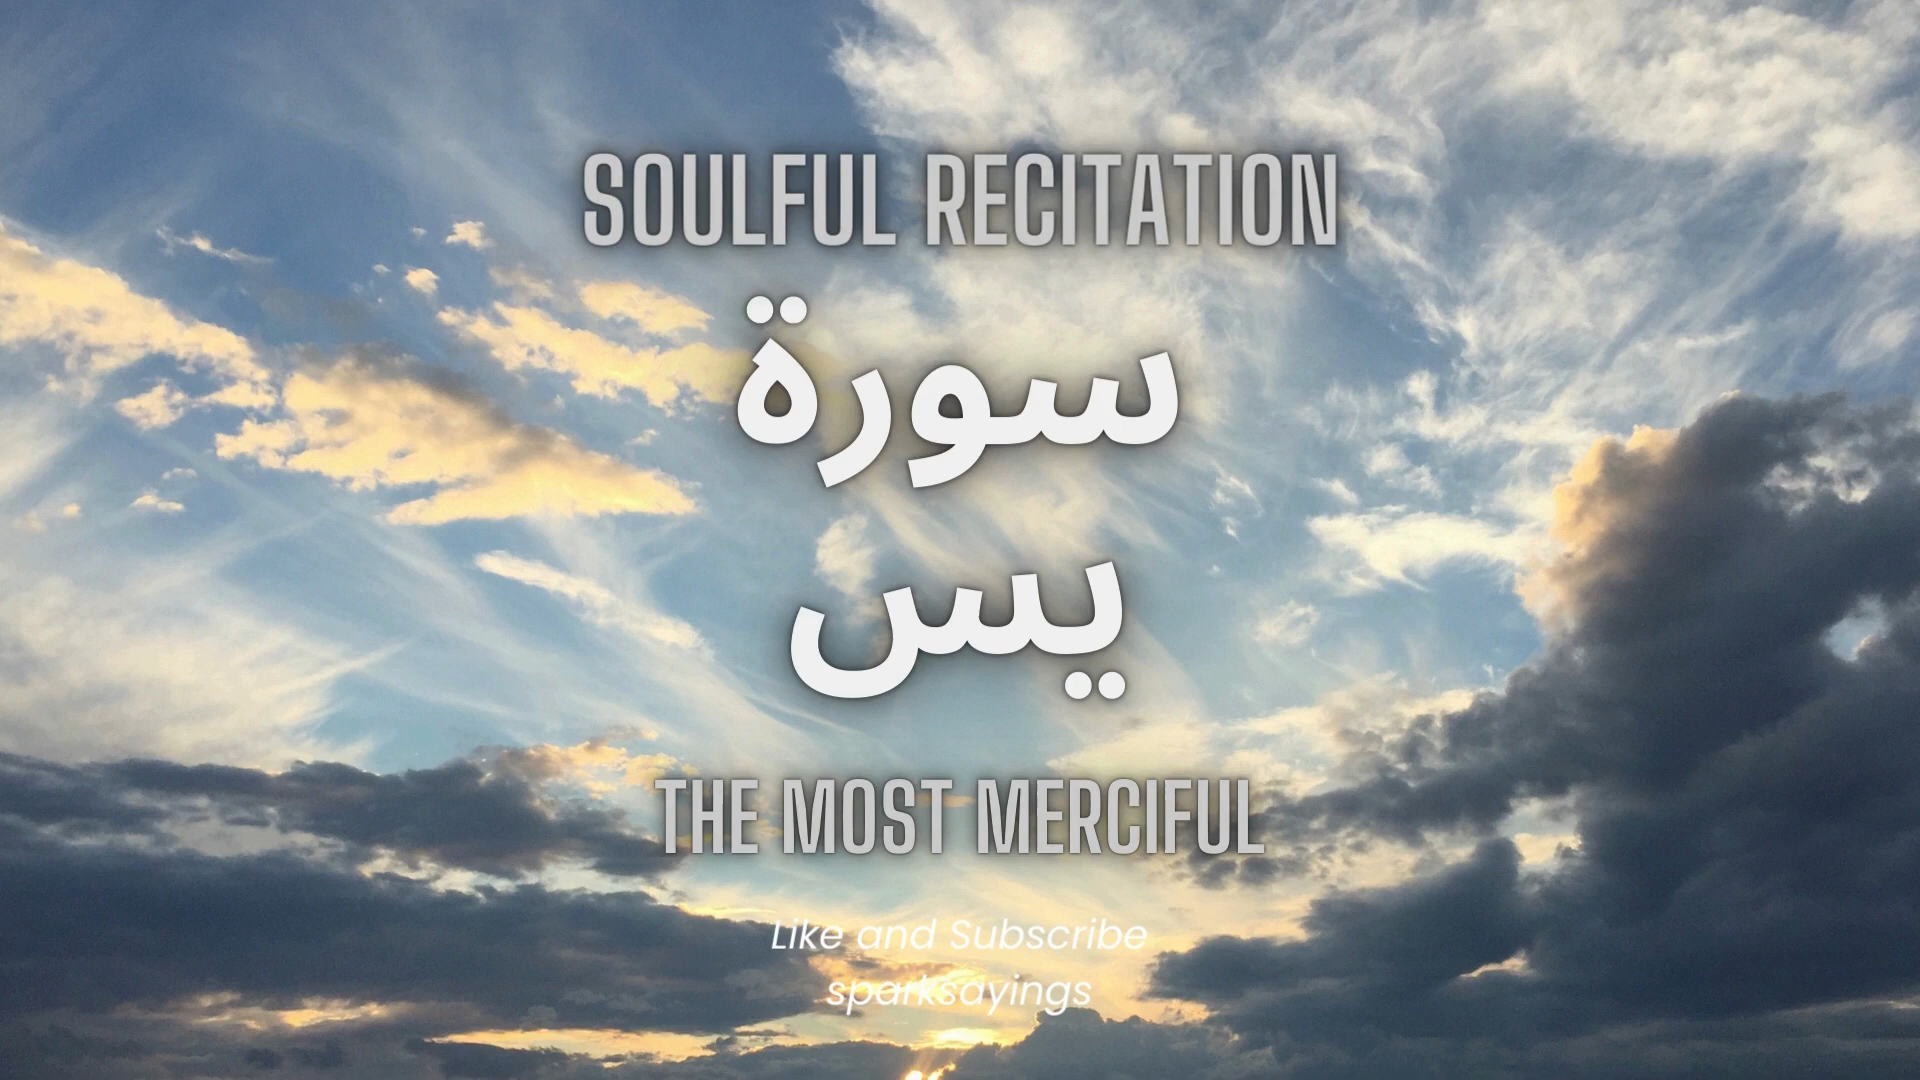 SOULFUL RECITATION
سورة
يس
THE MOST MERCIFUL
Like and Subscribe
sparksayings